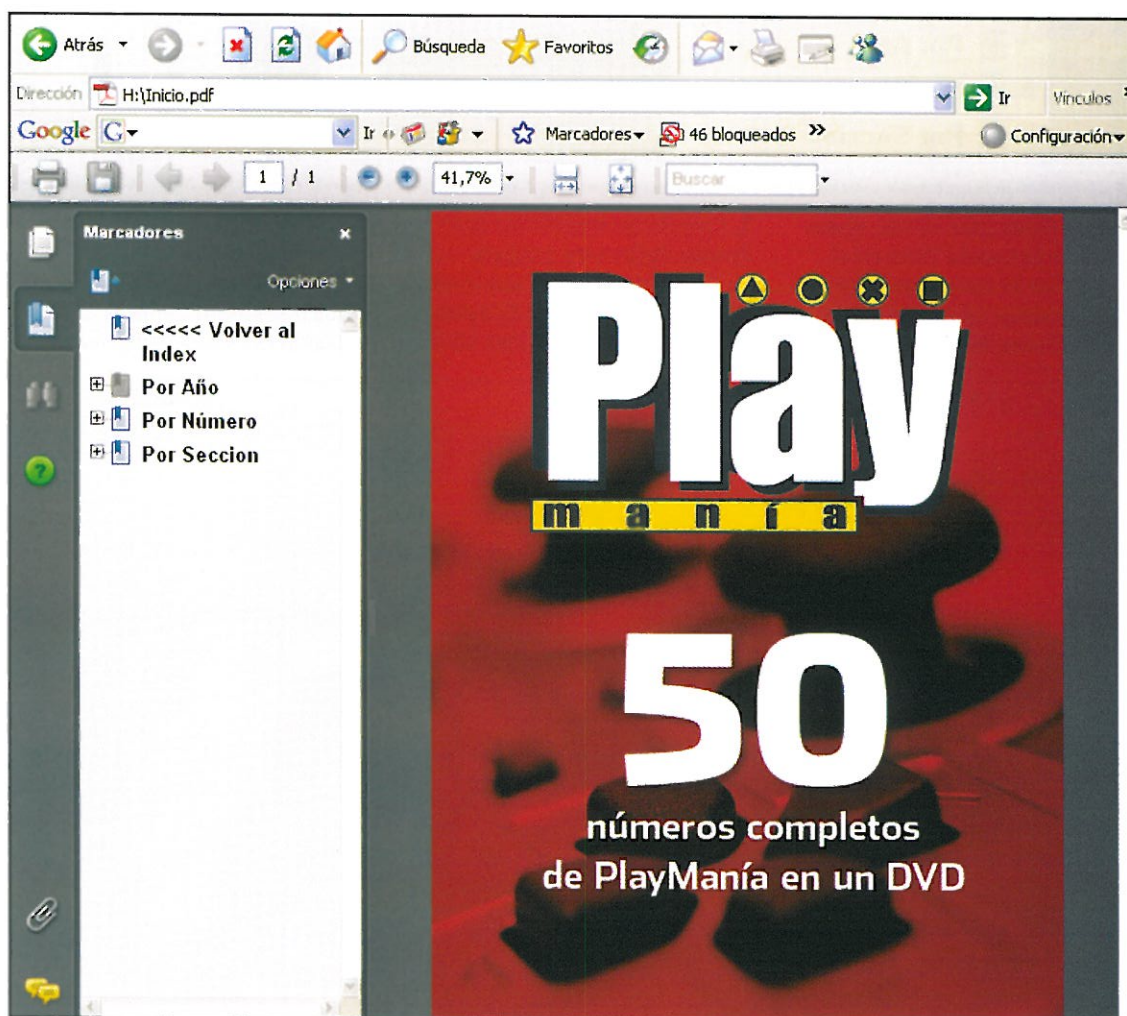 Atrás Búsqueda Favoritos
Dirección H:\Inicio.pdf Ir Vínculos »
Google G Ir Marcadores 46 bloqueados » Configuración
1 / 1 41,7% Buscar
Marcadores
Opciones
<<<<< Volver al
Index
Por Año
Por Número
Por Seccion
Play
manía
50
números completos
de PlayManía en un DVD